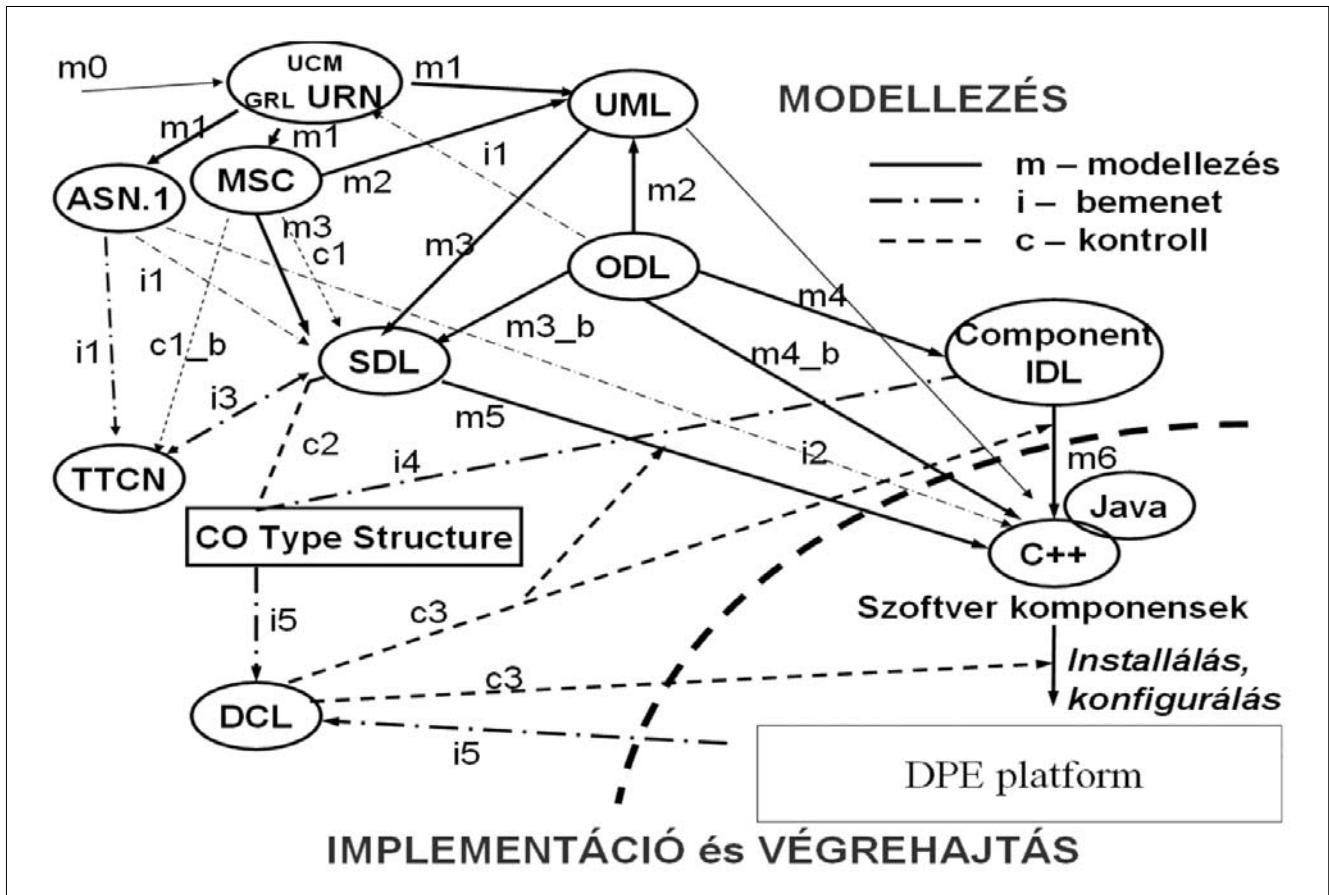 m0
UCM
GRL URN
m1
UML
MODELLEZÉS
m1
m1
ASN.1
MSC
m2
i1
m2
m – modellezés
i – bemenet
c – kontroll
m3
c1
m3
ODL
i1
m4
i1
c1_b
SDL
m3_b
m4_b
Component
IDL
i3
m5
c2
i4
i2
m6
TTCN
Java
CO Type Structure
C++
Szoftver komponensek
i5
c3
Installálás,
konfigurálás
c3
DCL
i5
DPE platform
IMPLEMENTÁCIÓ és VÉGREHAJTÁS